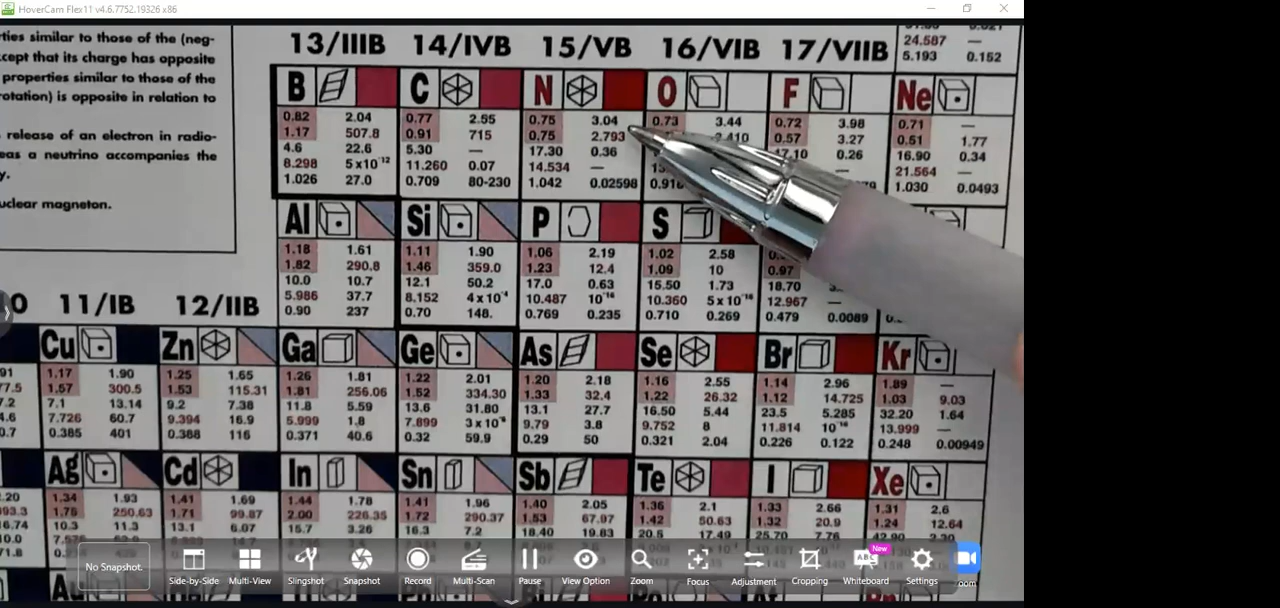 HoverCam Flex11 v4.6.7752.19326 x86
24.587 —
5.193 0.152
ties similar to those of the (neg-
cept that its charge has opposite
properties similar to those of the
rotation) is opposite in relation to
release of an electron in radio-
eas a neutrino accompanies the
y.
uclear magneton.
13/IIIB 14/IVB 15/VB 16/VIB 17/VIIB
B C N O F Ne
0.82 2.04 0.77 2.55 0.75 3.04 0.73 3.44 0.72 3.98 0.71 —
1.17 507.8 0.91 715 0.75 2.793 0.57 3.27 0.51 1.77
4.6 22.6 5.30 — 17.30 0.36 0.26 16.90 0.34
8.298 5x10⁻¹² 11.260 0.07 14.534 — — 21.564 —
1.026 27.0 0.709 80-230 1.042 0.02598 1.030 0.0493
Al Si P S
1.18 1.61 1.11 1.90 1.06 2.19 1.02 2.58
1.82 290.8 1.46 359.0 1.23 12.4 1.09 10 0.97
10.0 10.7 12.1 50.2 17.0 0.63 15.50 1.73 18.70
5.986 37.7 8.152 4x10⁻⁴ 10.487 10⁻¹⁶ 10.360 5x10⁻¹⁶ 12.967 —
0.90 237 0.70 148. 0.769 0.235 0.710 0.269 0.479 0.0089
11/IB 12/IIB
Cu Zn Ga Ge As Se Br Kr
1.17 1.90 1.25 1.65 1.26 1.81 1.22 2.01 1.20 2.18 1.16 2.55 1.14 2.96 1.89 —
1.57 300.5 1.53 115.31 1.81 256.06 1.52 334.30 1.33 32.4 1.22 26.32 1.12 14.725 1.03 9.03
7.1 13.14 9.2 7.38 11.8 5.59 13.6 31.80 13.1 27.7 16.50 5.44 23.5 5.285 32.20 1.64
7.726 60.7 9.394 16.9 5.999 1.8 7.899 9.79 3.8 9.752 8 11.814 10⁻¹⁶ 13.999 —
0.385 401 0.388 116 0.371 40.6 0.32 59.9 0.29 50 0.321 2.04 0.226 0.122 0.248 0.00949
Ag Cd In Sn Sb Te I Xe
1.34 1.93 1.41 1.69 1.44 1.78 1.41 1.96 1.40 2.05 1.36 2.1 1.33 2.66 1.31 2.6
1.75 250.63 1.71 99.87 2.00 226.35 1.72 290.37 1.53 67.97 1.42 50.63 1.32 20.9 1.24 12.64
10.3 11.3 13.1 6.07 15.7 3.26 16.3 7.2 18.40 19.83 20.5 17.49 25.70 7.76
No Snapshot.
Side-by-Side Multi-View Slingshot Snapshot Record Multi-Scan Pause View Option Zoom Focus Adjustment Cropping Whiteboard Settings
New
ABC